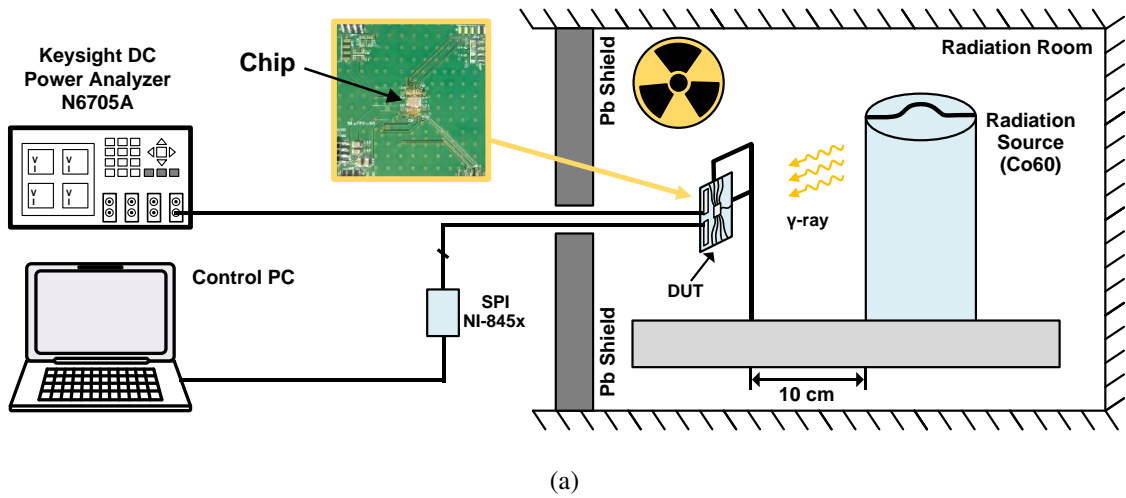 Keysight DC
Power Analyzer
N6705A
V
I
V
I
V
I
V
I
Chip
Pb Shield
Radiation Room
Radiation
Source
(Co60)
γ-ray
DUT
Control PC
SPI
NI-845x
Pb Shield
10 cm
(a)